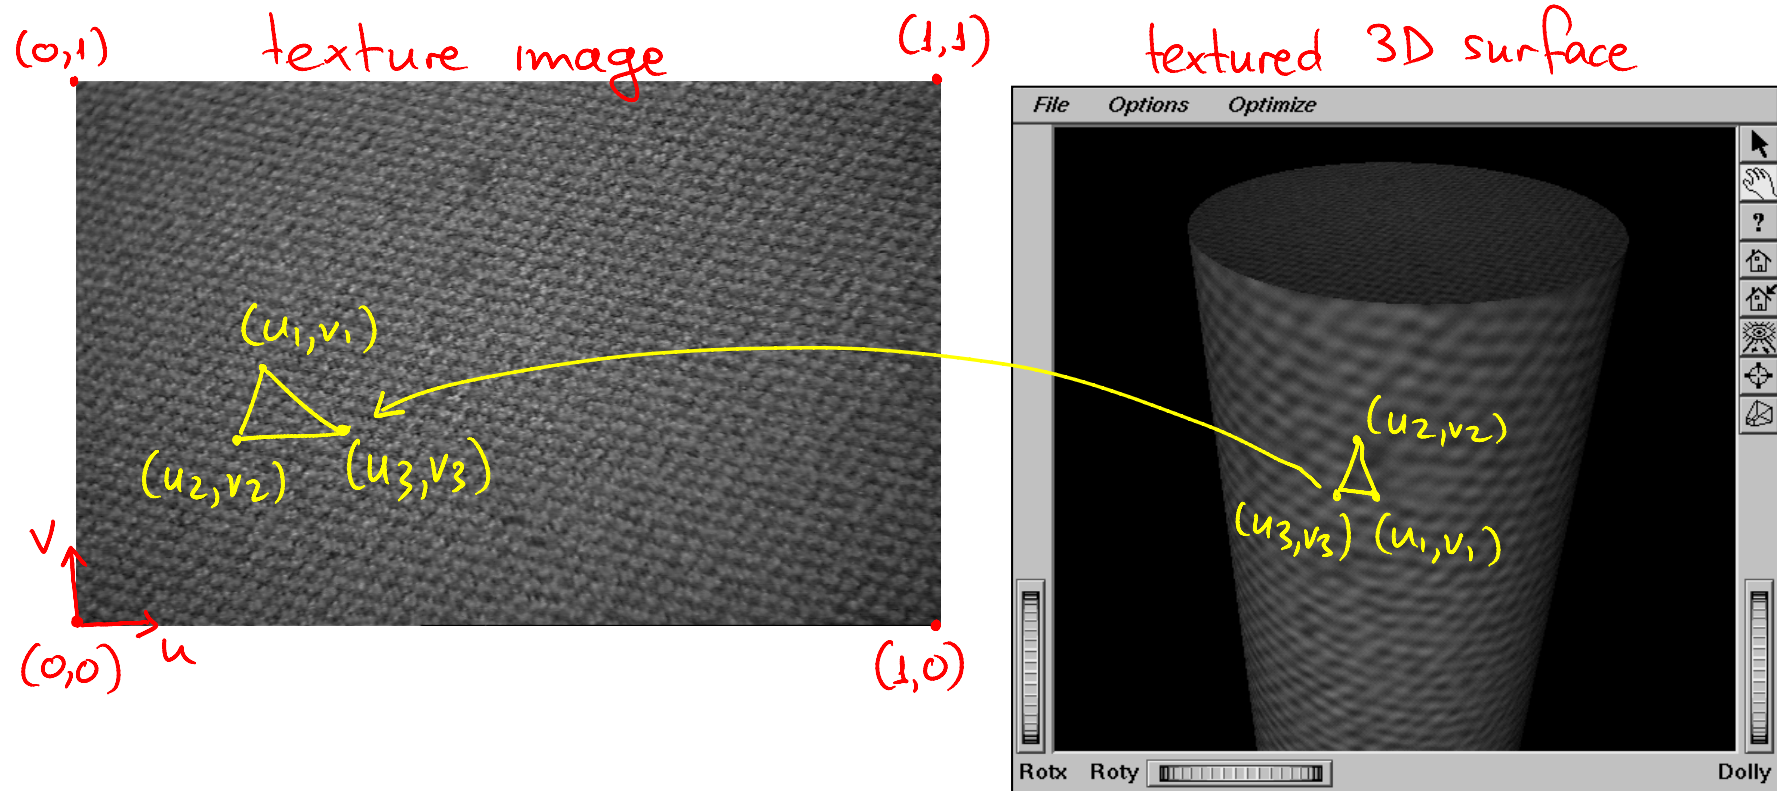 (0,1)
texture image
(1,1)
textured 3D surface
File Options Optimize
?
(u1,v1)
(u2,v2)
(u3,v3)
(u2,v2)
(u3,v3)
(u1,v1)
v
u
(0,0)
(1,0)
Rotx Roty
Dolly